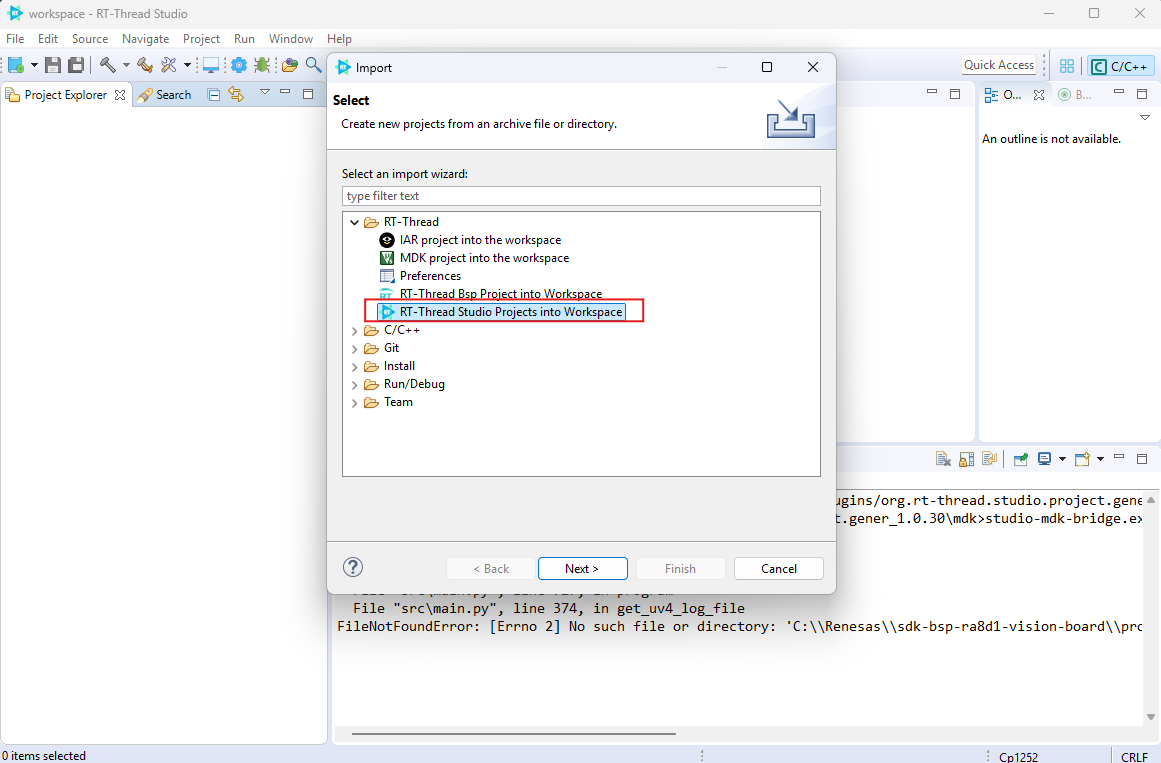 workspace - RT-Thread Studio
File Edit Source Navigate Project Run Window Help
Quick Access
C/C++
Project Explorer
Search
O...
B...
An outline is not available.
Import
Select
Create new projects from an archive file or directory.
Select an import wizard:
type filter text
RT-Thread
IAR project into the workspace
MDK project into the workspace
Preferences
RT-Thread Bsp Project into Workspace
RT-Thread Studio Projects into Workspace
C/C++
Git
Install
Run/Debug
Team
< Back Next > Finish Cancel
ugins/org.rt-thread.studio.project.gene
t.gener_1.0.30\mdk>studio-mdk-bridge.ex
File "src\main.py", line 374, in get_uv4_log_file
FileNotFoundError: [Errno 2] No such file or directory: 'C:\\Renesas\\sdk-bsp-ra8d1-vision-board\\pro
0 items selected
Cp1252
CRLF